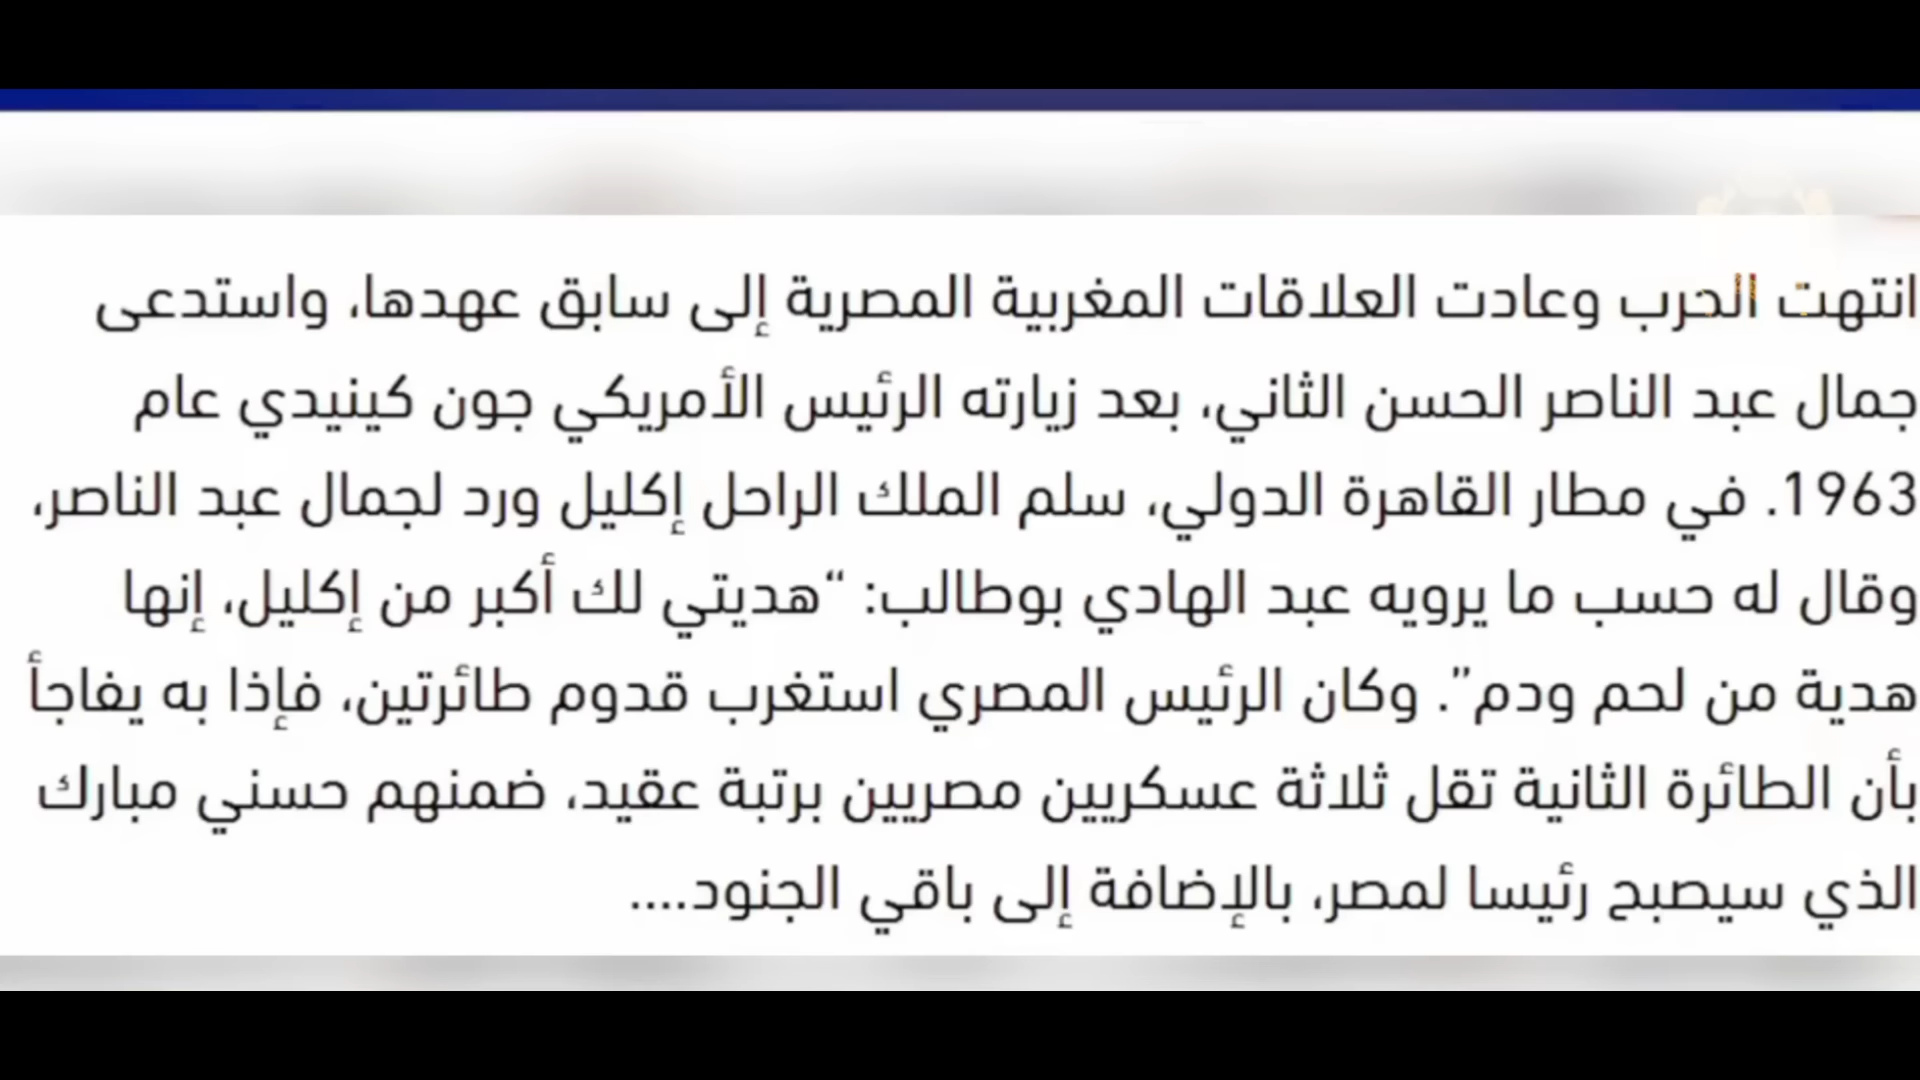 انتهت الحرب وعادت العلاقات المغربية المصرية إلى سابق عهدها، واستدعى
جمال عبد الناصر الحسن الثاني، بعد زيارته الرئيس الأمريكي جون كينيدي عام
1963. في مطار القاهرة الدولي، سلم الملك الراحل إكليل ورد لجمال عبد الناصر،
وقال له حسب ما يرويه عبد الهادي بوطالب: “هديتي لك أكبر من إكليل، إنها
هدية من لحم ودم”. وكان الرئيس المصري استغرب قدوم طائرتين، فإذا به يفاجأ
بأن الطائرة الثانية تقل ثلاثة عسكريين مصريين برتبة عقيد، ضمنهم حسني مبارك
الذي سيصبح رئيسا لمصر، بالإضافة إلى باقي الجنود....